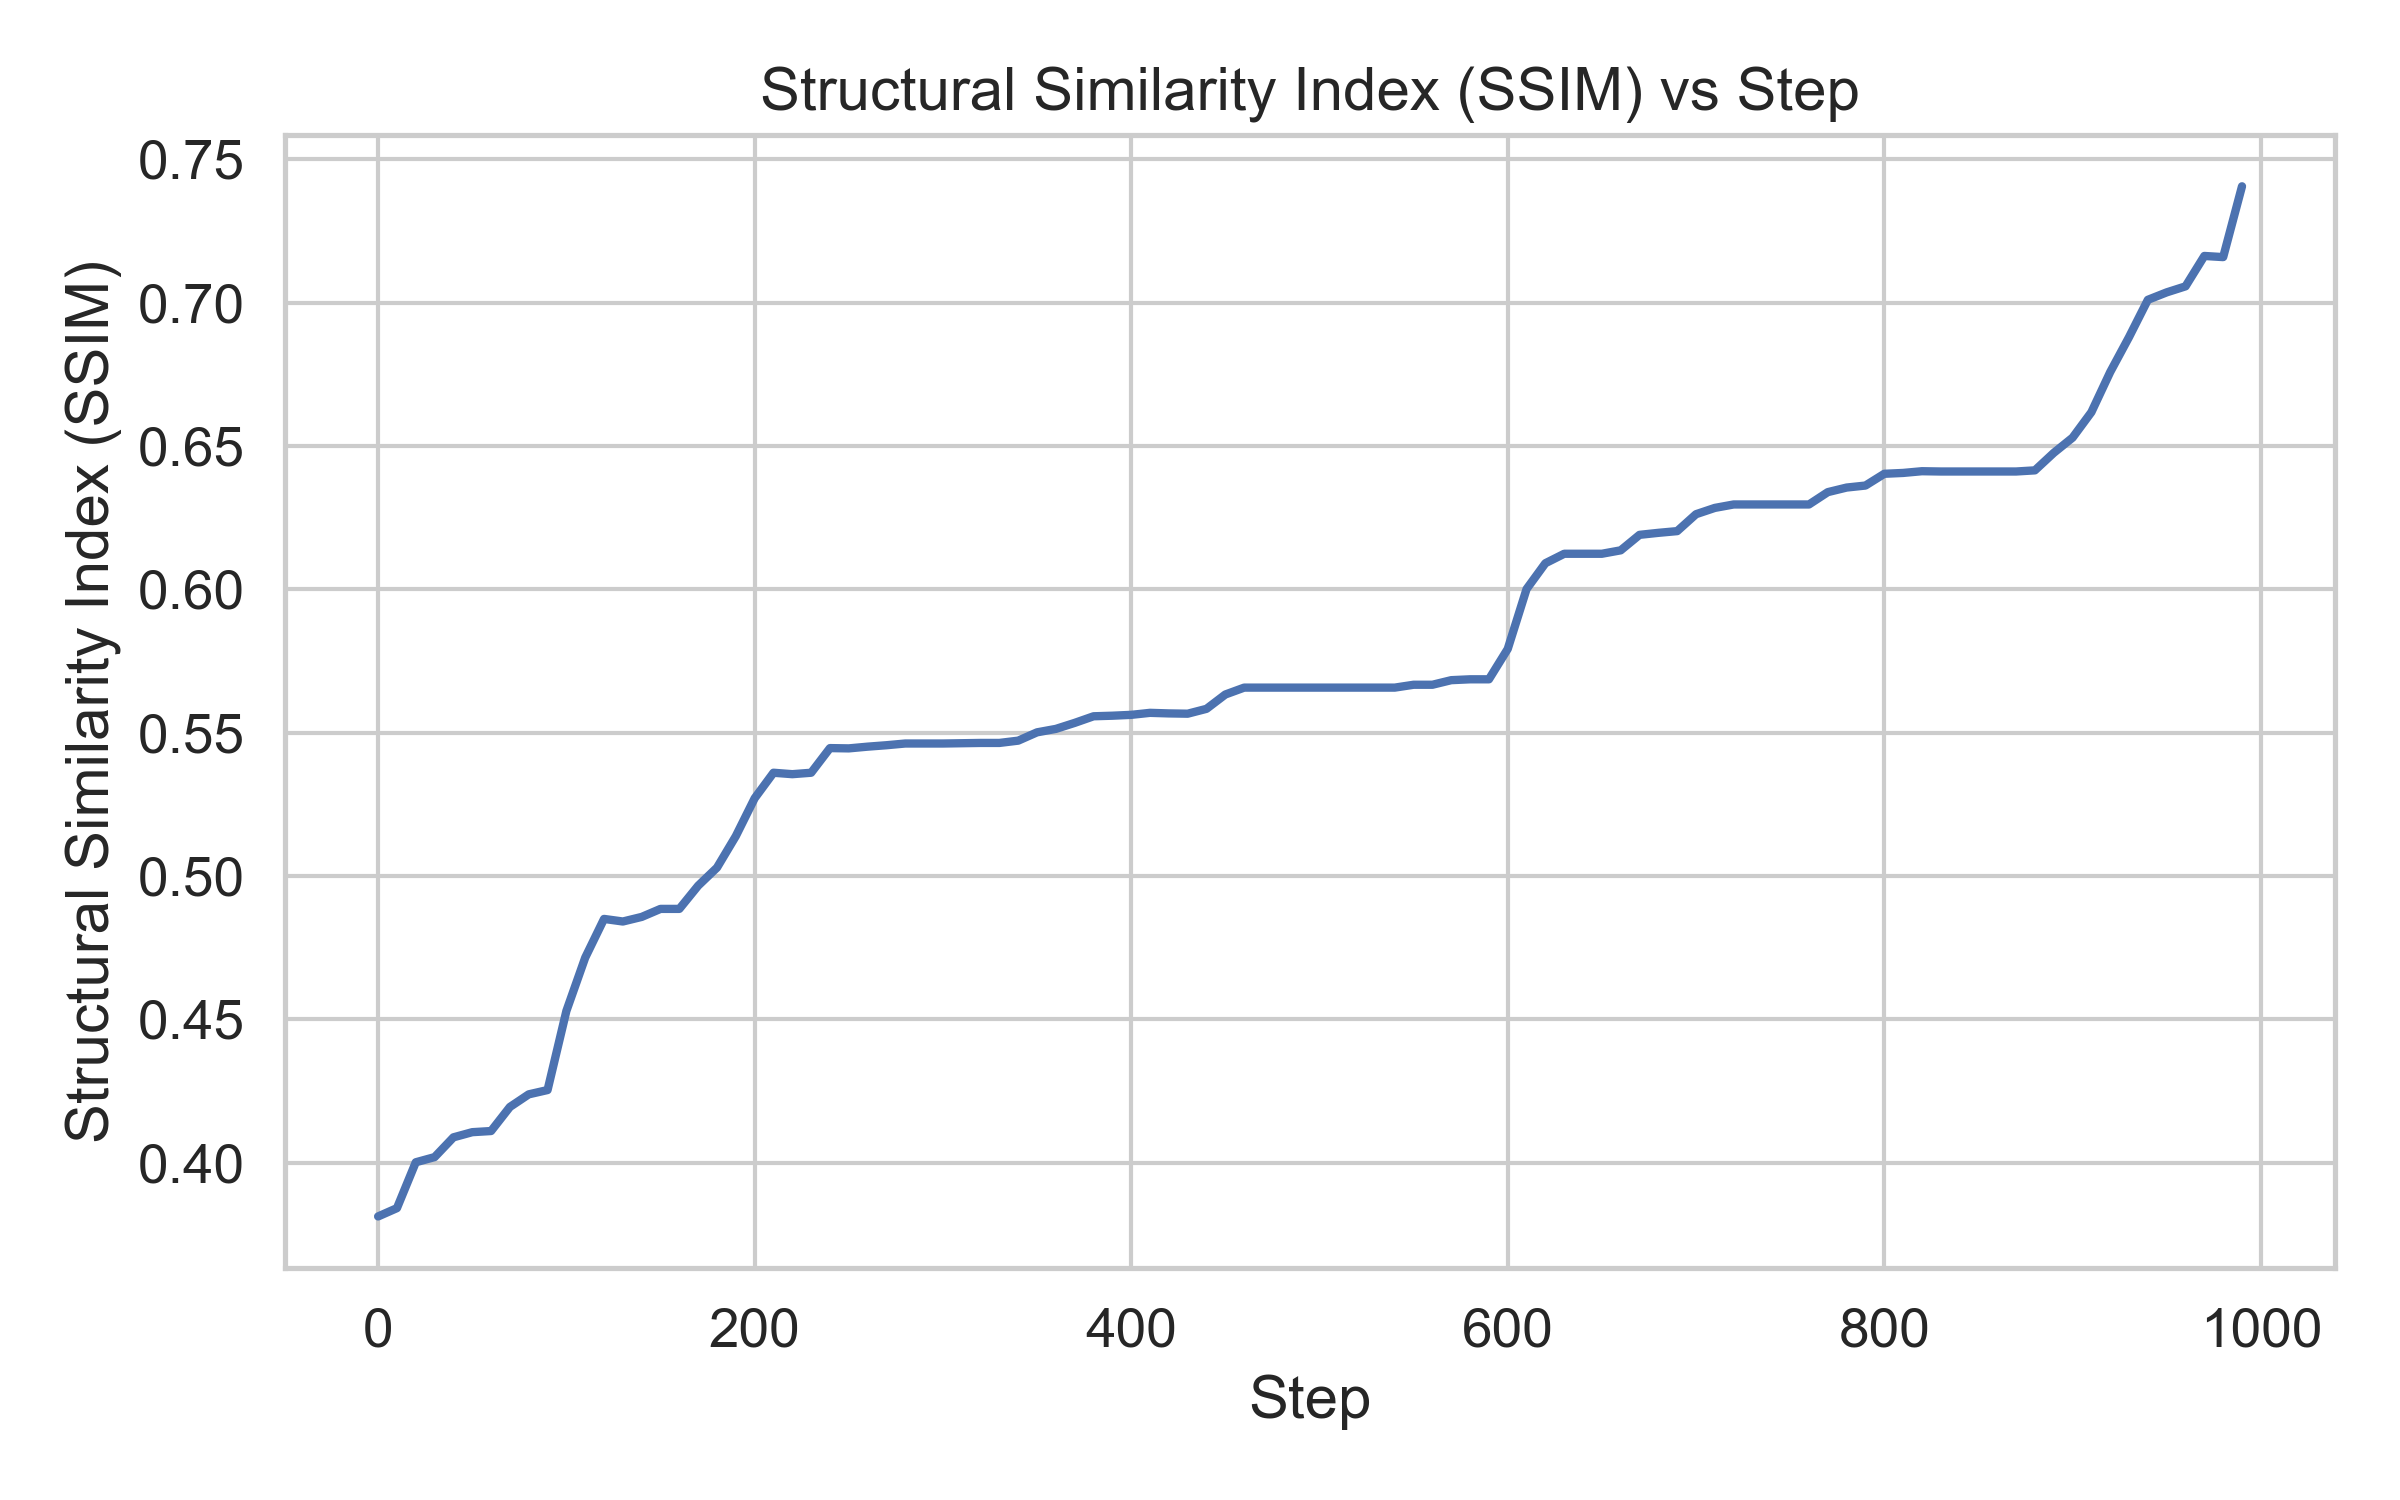 Structural Similarity Index (SSIM) vs Step
Structural Similarity Index (SSIM)
0.75
0.70
0.65
0.60
0.55
0.50
0.45
0.40
0 200 400 600 800 1000
Step